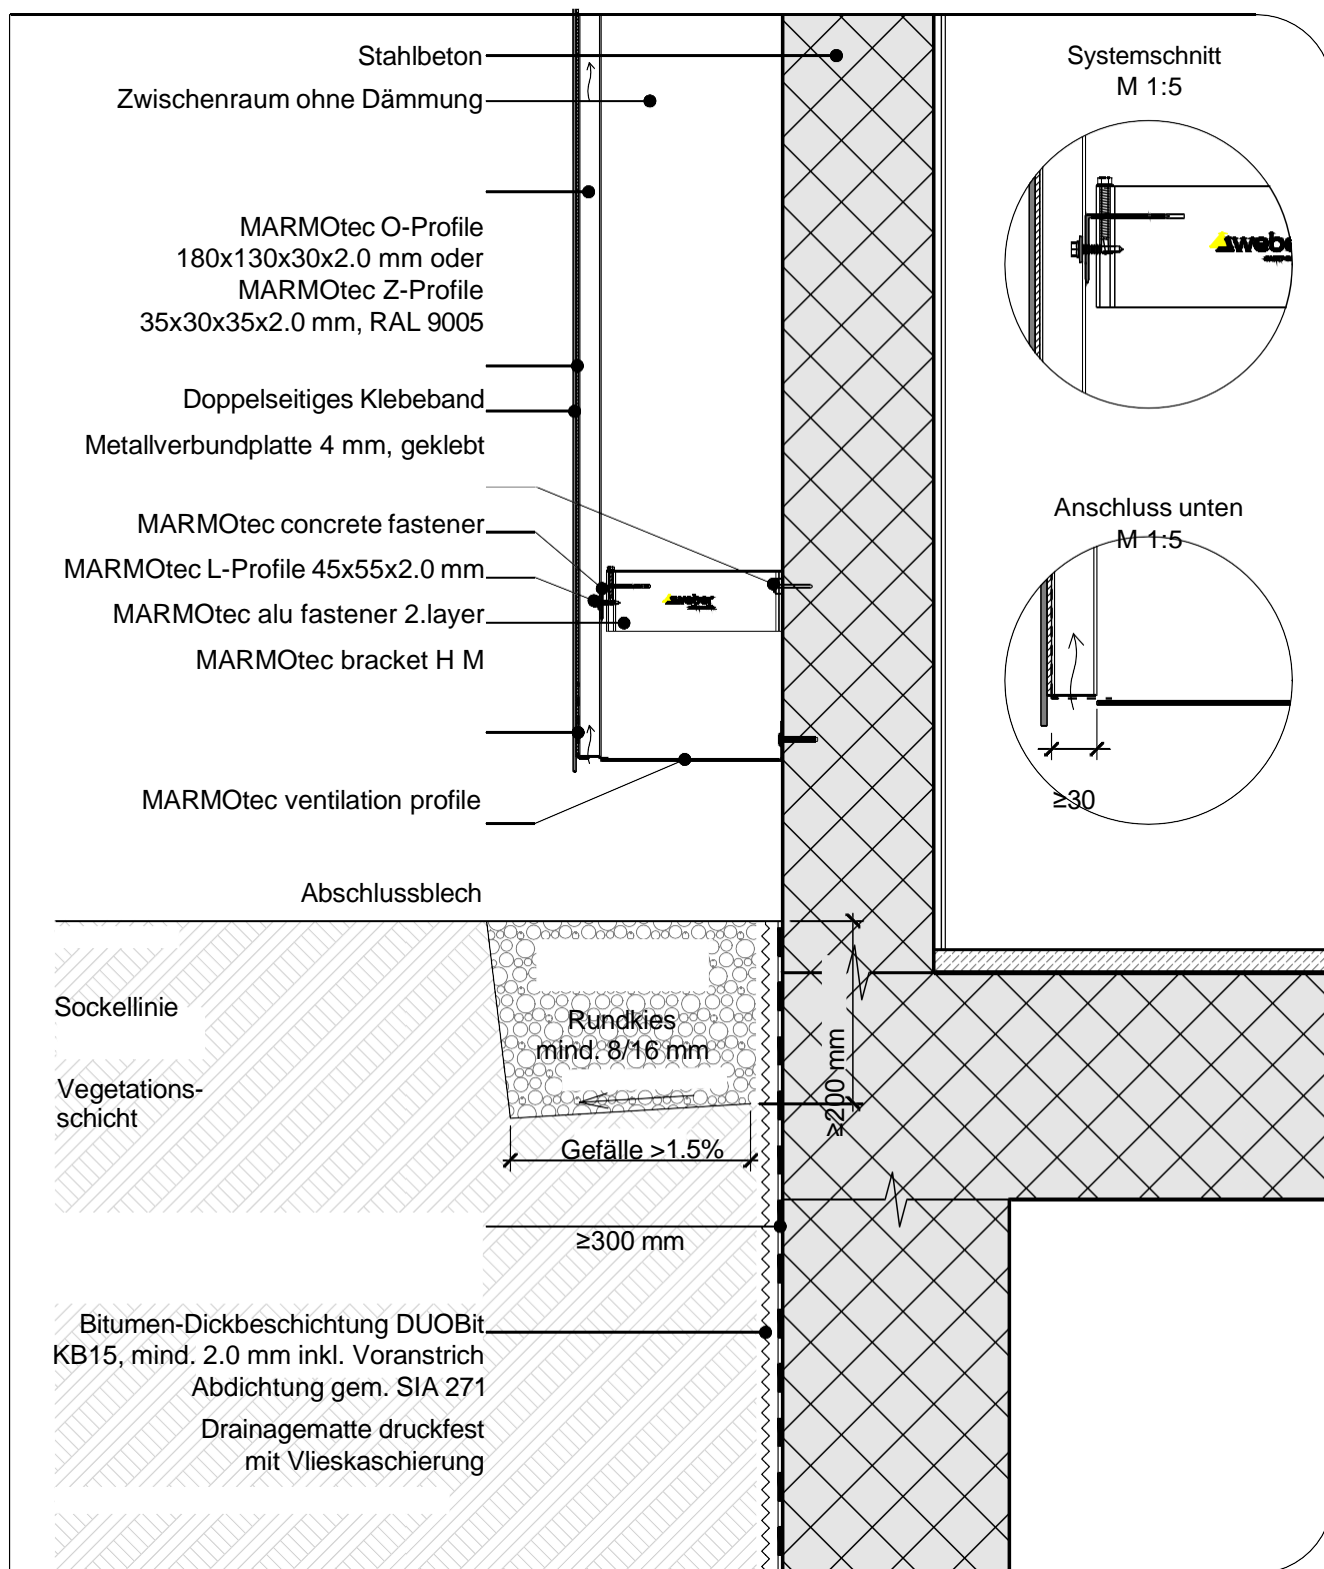 Stahlbeton
Zwischenraum ohne Dämmung
MARMOtec O-Profile
180x130x30x2.0 mm oder
MARMOtec Z-Profile
35x30x35x2.0 mm, RAL 9005
Doppelseitiges Klebeband
Metallverbundplatte 4 mm, geklebt
MARMOtec concrete fastener
MARMOtec L-Profile 45x55x2.0 mm
MARMOtec alu fastener 2.layer
MARMOtec bracket H M
MARMOtec ventilation profile
Abschlussblech
weber
Systemschnitt
M 1:5
weber
Anschluss unten
M 1:5
≥30
Sockellinie
Vegetations-
schicht
Rundkies
mind. 8/16 mm
≥200 mm
Gefälle >1.5%
≥300 mm
Bitumen-Dickbeschichtung DUOBit
KB15, mind. 2.0 mm inkl. Voranstrich
Abdichtung gem. SIA 271
Drainagematte druckfest
mit Vlieskaschierung